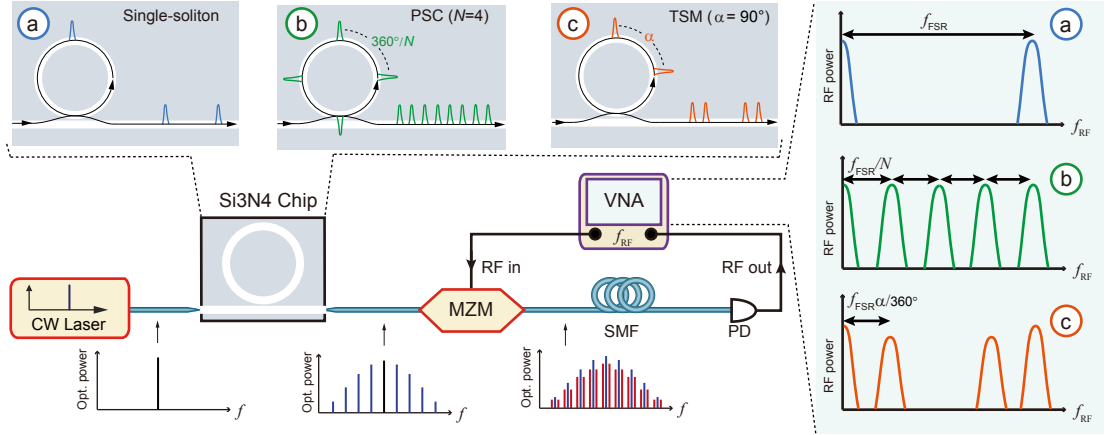 a
Single-soliton
b
PSC (N=4)
360°/N
c
TSM (α= 90°)
α
a
f_FSR
RF power
f_RF
b
f_FSR/N
RF power
f_RF
c
f_FSRα/360°
RF power
f_RF
Si3N4 Chip
VNA
f_RF
RF in
RF out
CW Laser
MZM
SMF
PD
Opt. power
f
Opt. power
f
Opt. power
f